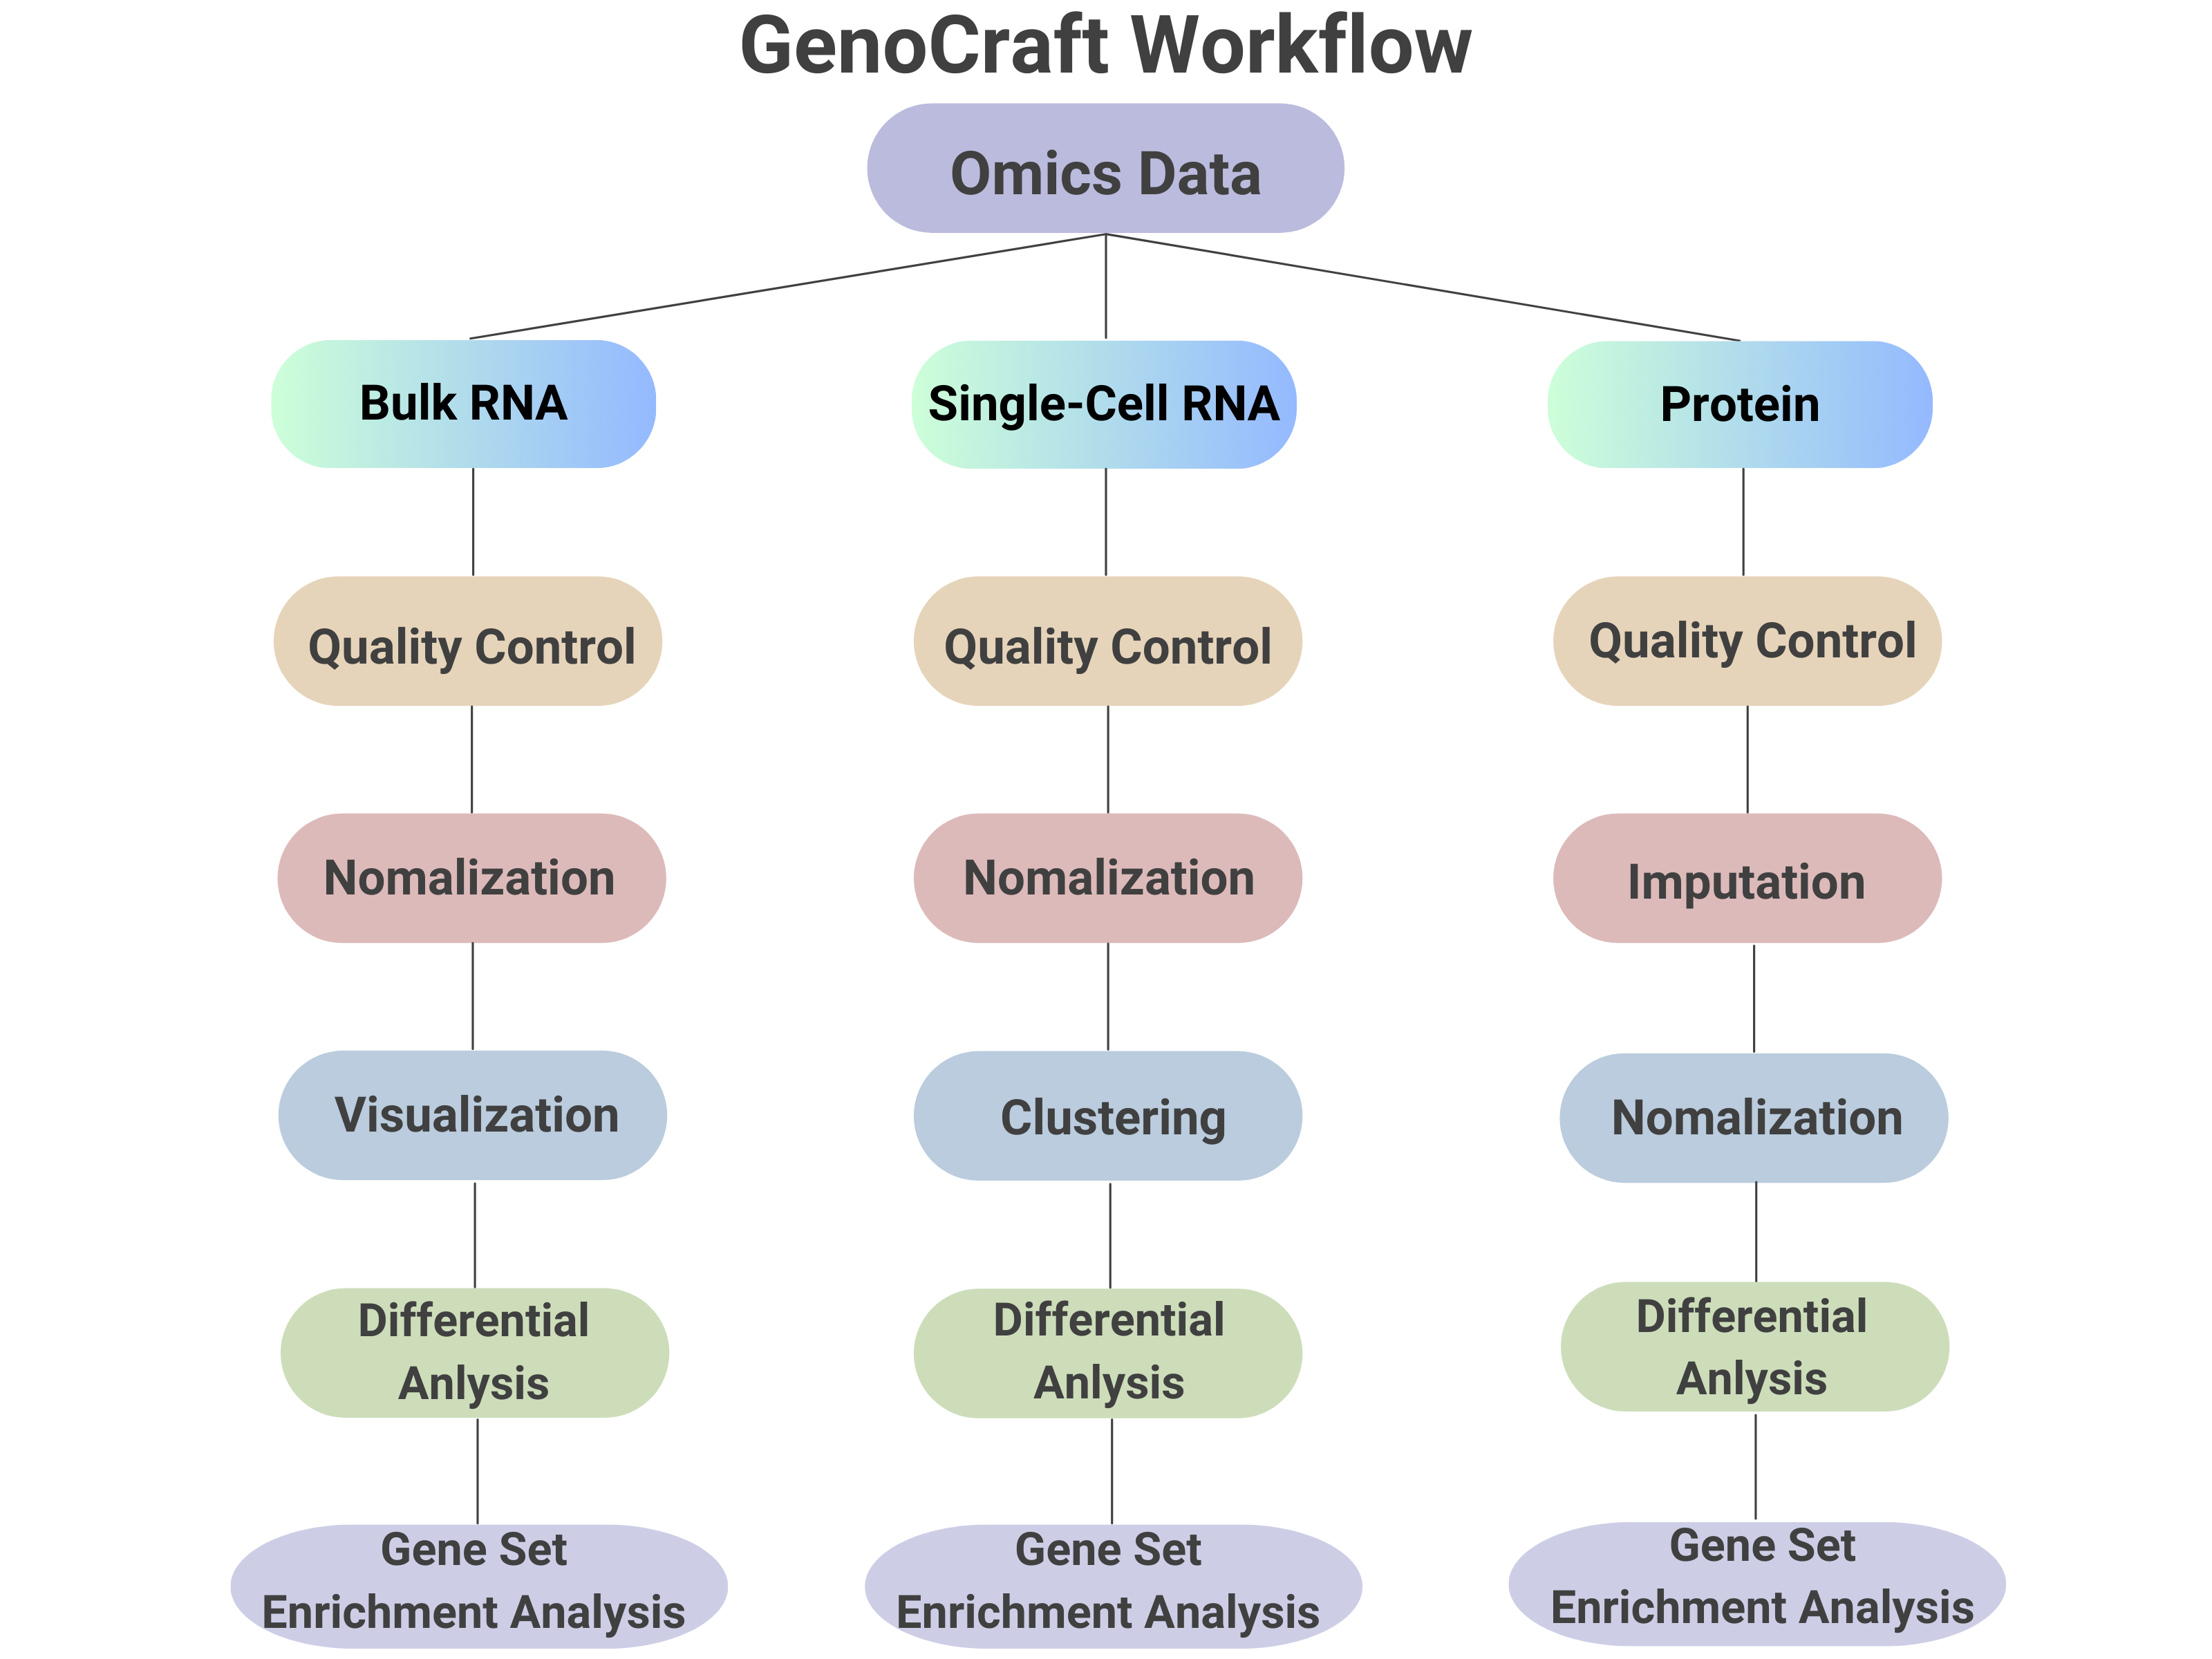 GenoCraft Workflow
Omics Data
Bulk RNA
Single-Cell RNA
Protein
Quality Control
Quality Control
Quality Control
Nomalization
Nomalization
Imputation
Visualization
Clustering
Nomalization
Differential
Anlysis
Differential
Anlysis
Differential
Anlysis
Gene Set
Enrichment Analysis
Gene Set
Enrichment Analysis
Gene Set
Enrichment Analysis